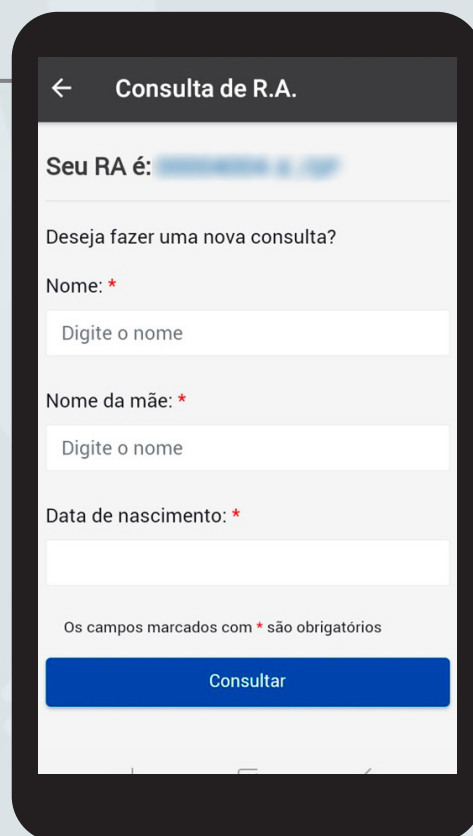 Consulta de R.A.
Seu RA é:
Deseja fazer uma nova consulta?
Nome: *
Digite o nome
Nome da mãe: *
Digite o nome
Data de nascimento: *
Os campos marcados com * são obrigatórios
Consultar